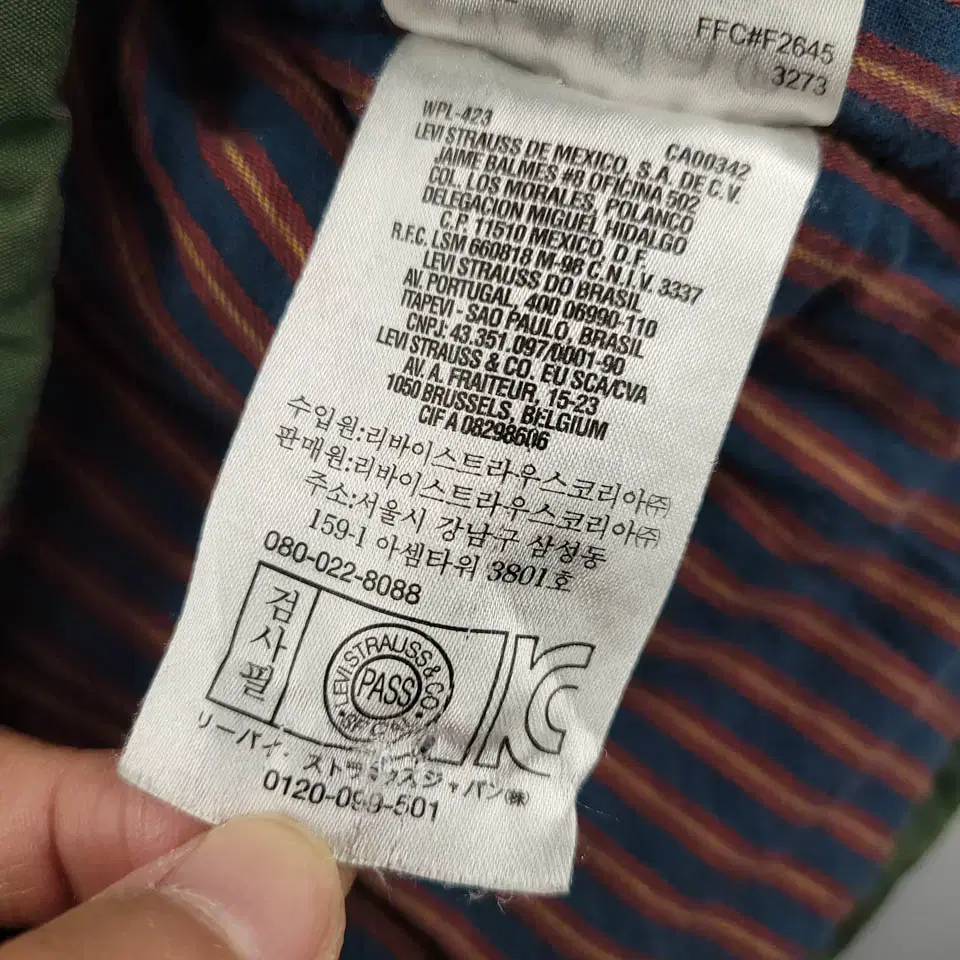 FFC#F2645
3273
WPL-423
CA00342
LEVI STRAUSS DE MEXICO, S.A. DE C.V.
JAIME BALMES #8 OFICINA 502
COL. LOS MORALES, POLANCO
DELEGACION MIGUEL HIDALGO
C.P. 11510 MEXICO, D.F.
R.F.C. LSM 660818 M-98 C.N.I.V. 3337
LEVI STRAUSS DO BRASIL
AV. PORTUGAL, 400 06990-110
ITAPEVI - SAO PAULO, BRASIL
CNPJ: 43.351.097/0001-90
LEVI STRAUSS & CO. EU SCA/CVA
AV. A. FRAITEUR, 15-23
1050 BRUSSELS, BELGIUM
CIF A 08298606
수입원:리바이스트라우스코리아㈜
판매원:리바이스트라우스코리아㈜
주소:서울시 강남구 삼성동
159-1 아셈타워 3801호
080-022-8088
검사필
LEVI STRAUSS & CO.
PASS
KC
リーバイ・ストラウスジャパン㈱
0120-099-501